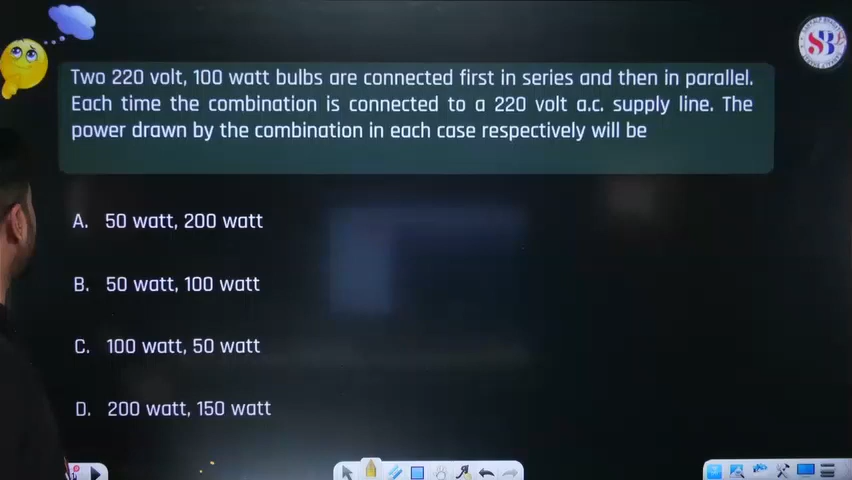 Two 220 volt, 100 watt bulbs are connected first in series and then in parallel.
Each time the combination is connected to a 220 volt a.c. supply line. The
power drawn by the combination in each case respectively will be
A. 50 watt, 200 watt
B. 50 watt, 100 watt
C. 100 watt, 50 watt
D. 200 watt, 150 watt
SB